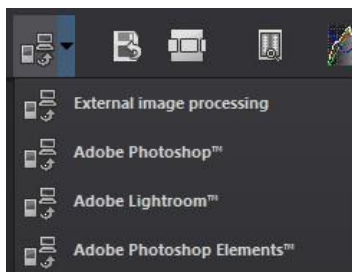 External image processing
Adobe Photoshop™
Adobe Lightroom™
Adobe Photoshop Elements™